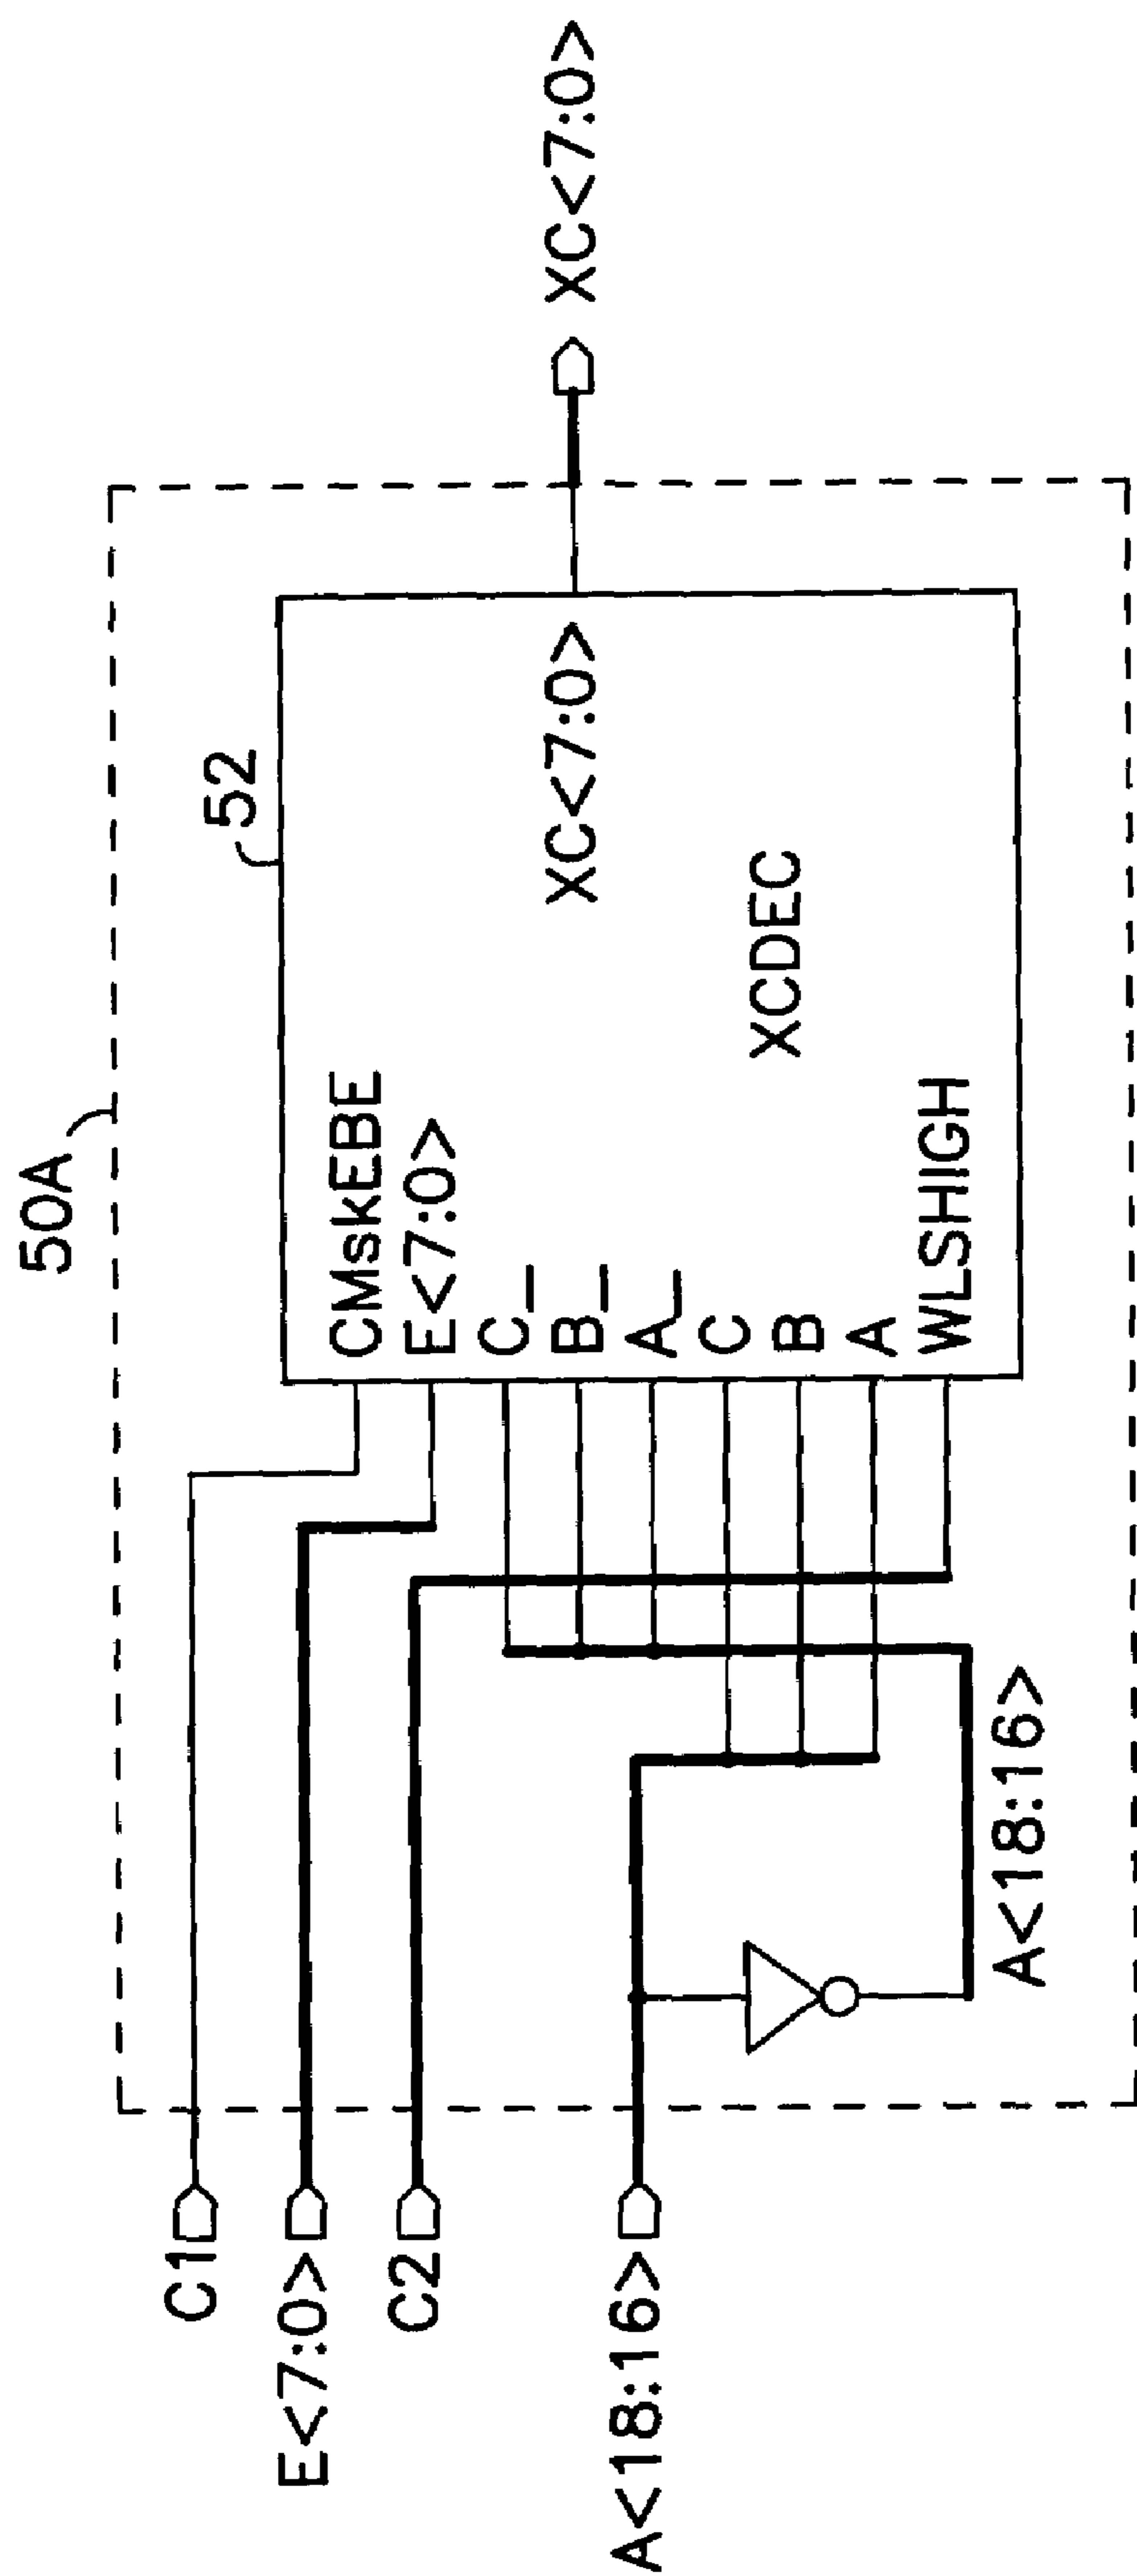 50A
52
C1
E<7:0>
C2
A<18:16>
CMskEBE
E<7:0>
C_
B_
A_
C
B
A
WLSHIGH
XC<7:0>
XCDEC
XC<7:0>
A<18:16>